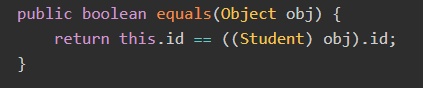 public boolean equals(Object obj) {
    return this.id == ((Student) obj).id;
}